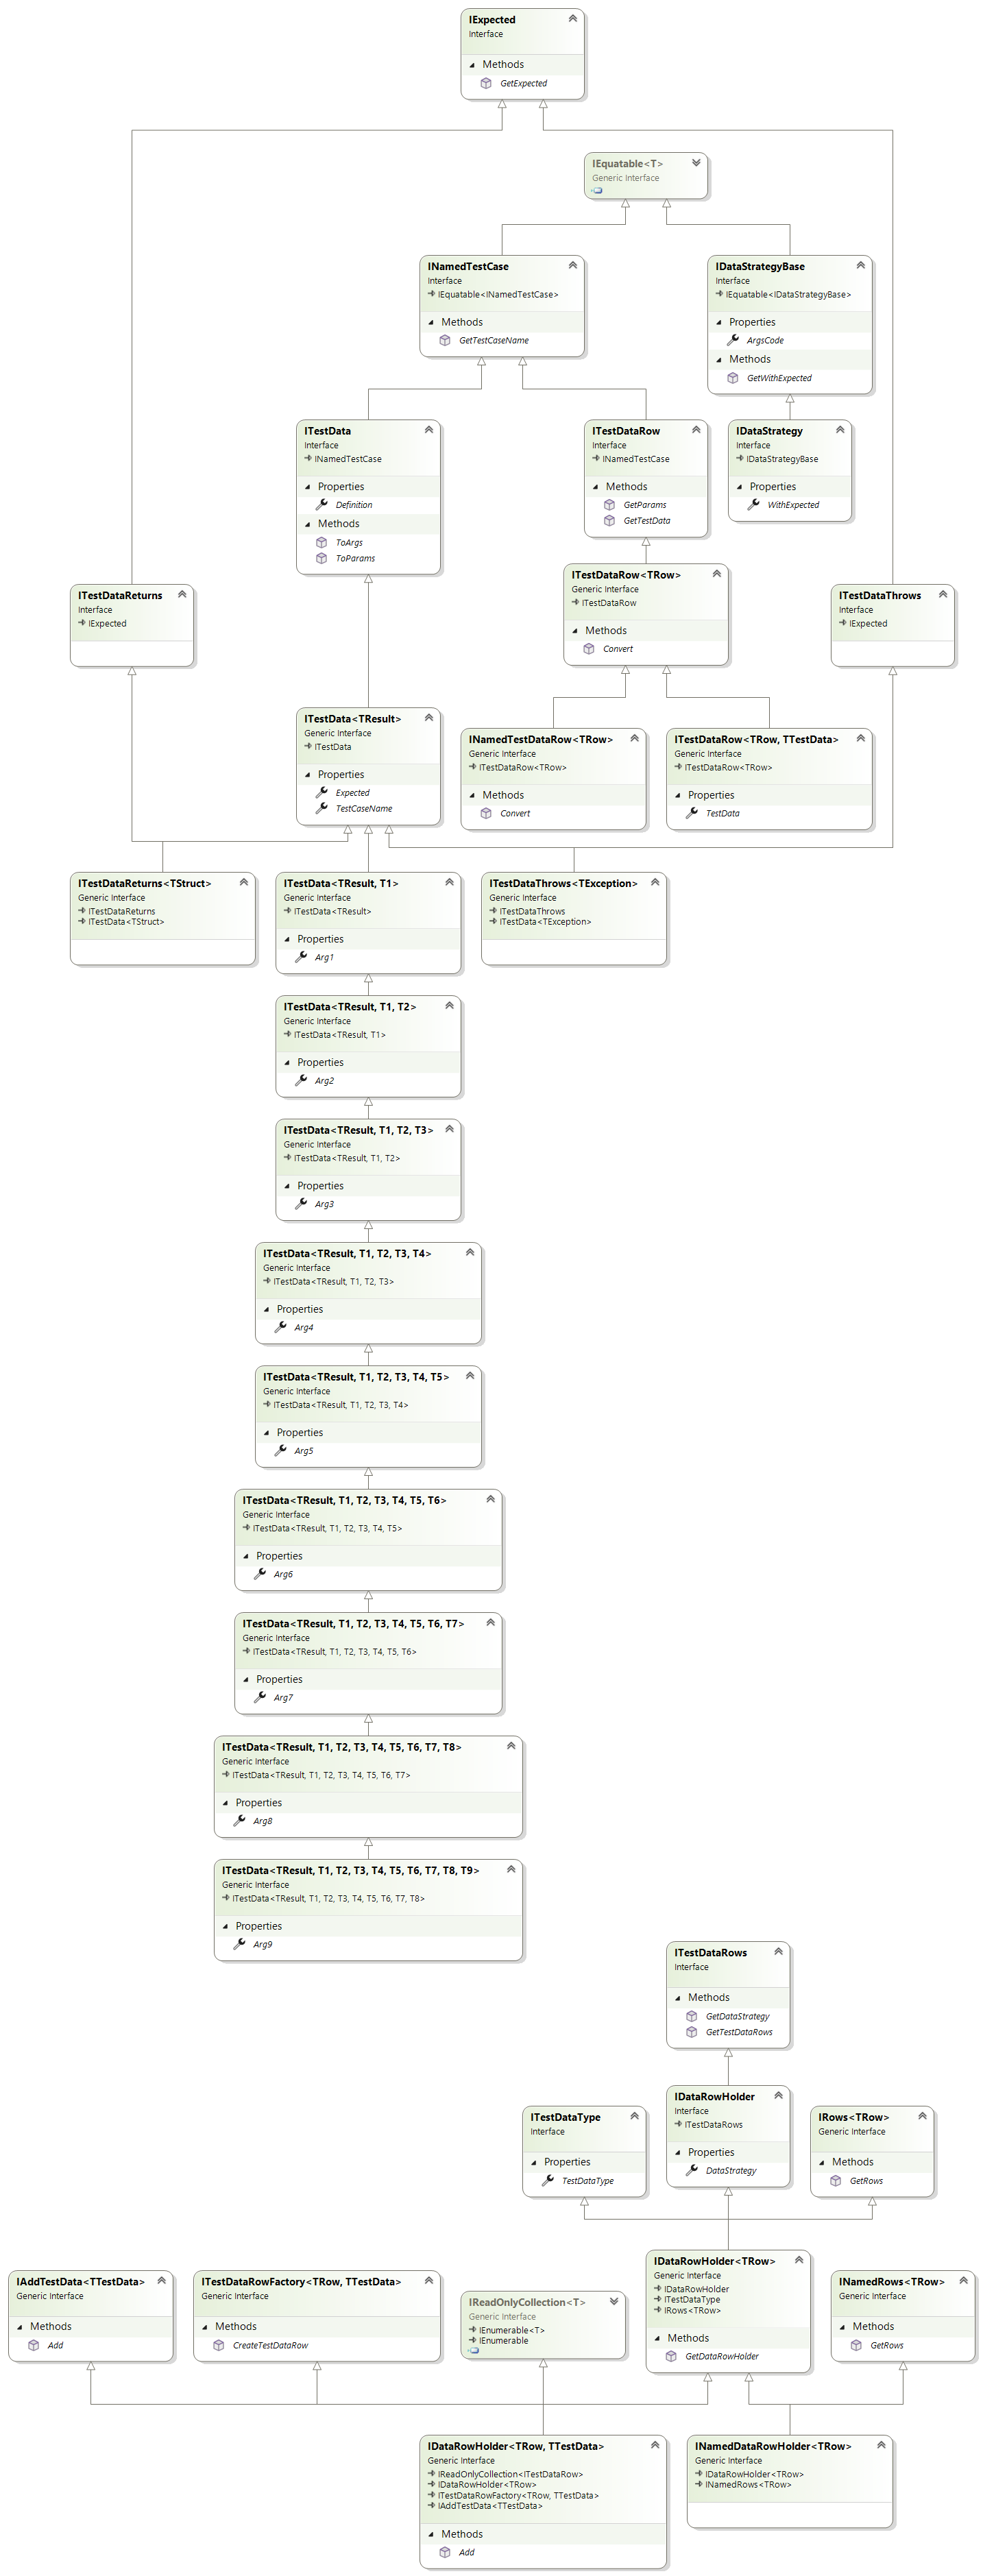 IExpected
Interface
Methods
GetExpected
IEquatable<T>
Generic Interface
INamedTestCase
Interface
IEquatable<INamedTestCase>
Methods
GetTestCaseName
IDataStrategyBase
Interface
IEquatable<IDataStrategyBase>
Properties
ArgsCode
Methods
GetWithExpected
ITestData
Interface
INamedTestCase
Properties
Definition
Methods
ToArgs
ToParams
ITestDataRow
Interface
INamedTestCase
Methods
GetParams
GetTestData
IDataStrategy
Interface
IDataStrategyBase
Properties
WithExpected
ITestDataReturns
Interface
IExpected
ITestDataRow<TRow>
Generic Interface
ITestDataRow
Methods
Convert
ITestDataThrows
Interface
IExpected
ITestData<TResult>
Generic Interface
ITestData
Properties
Expected
TestCaseName
INamedTestDataRow<TRow>
Generic Interface
ITestDataRow<TRow>
Methods
Convert
ITestDataRow<TRow, TTestData>
Generic Interface
ITestDataRow<TRow>
Properties
TestData
ITestDataReturns<TStruct>
Generic Interface
ITestDataReturns
ITestData<TStruct>
ITestData<TResult, T1>
Generic Interface
ITestData<TResult>
Properties
Arg1
ITestDataThrows<TException>
Generic Interface
ITestDataThrows
ITestData<TException>
ITestData<TResult, T1, T2>
Generic Interface
ITestData<TResult, T1>
Properties
Arg2
ITestData<TResult, T1, T2, T3>
Generic Interface
ITestData<TResult, T1, T2>
Properties
Arg3
ITestData<TResult, T1, T2, T3, T4>
Generic Interface
ITestData<TResult, T1, T2, T3>
Properties
Arg4
ITestData<TResult, T1, T2, T3, T4, T5>
Generic Interface
ITestData<TResult, T1, T2, T3, T4>
Properties
Arg5
ITestData<TResult, T1, T2, T3, T4, T5, T6>
Generic Interface
ITestData<TResult, T1, T2, T3, T4, T5>
Properties
Arg6
ITestData<TResult, T1, T2, T3, T4, T5, T6, T7>
Generic Interface
ITestData<TResult, T1, T2, T3, T4, T5, T6>
Properties
Arg7
ITestData<TResult, T1, T2, T3, T4, T5, T6, T7, T8>
Generic Interface
ITestData<TResult, T1, T2, T3, T4, T5, T6, T7>
Properties
Arg8
ITestData<TResult, T1, T2, T3, T4, T5, T6, T7, T8, T9>
Generic Interface
ITestData<TResult, T1, T2, T3, T4, T5, T6, T7, T8>
Properties
Arg9
ITestDataRows
Interface
Methods
GetDataStrategy
GetTestDataRows
ITestDataType
Interface
Properties
TestDataType
IDataRowHolder
Interface
ITestDataRows
Properties
DataStrategy
IRows<TRow>
Generic Interface
Methods
GetRows
IAddTestData<TTestData>
Generic Interface
Methods
Add
ITestDataRowFactory<TRow, TTestData>
Generic Interface
Methods
CreateTestDataRow
IReadOnlyCollection<T>
Generic Interface
IEnumerable<T>
IEnumerable
IDataRowHolder<TRow>
Generic Interface
IDataRowHolder
ITestDataType
IRows<TRow>
Methods
GetDataRowHolder
INamedRows<TRow>
Generic Interface
Methods
GetRows
IDataRowHolder<TRow, TTestData>
Generic Interface
IReadOnlyCollection<ITestDataRow>
IDataRowHolder<TRow>
ITestDataRowFactory<TRow, TTestData>
IAddTestData<TTestData>
Methods
Add
INamedDataRowHolder<TRow>
Generic Interface
IDataRowHolder<TRow>
INamedRows<TRow>